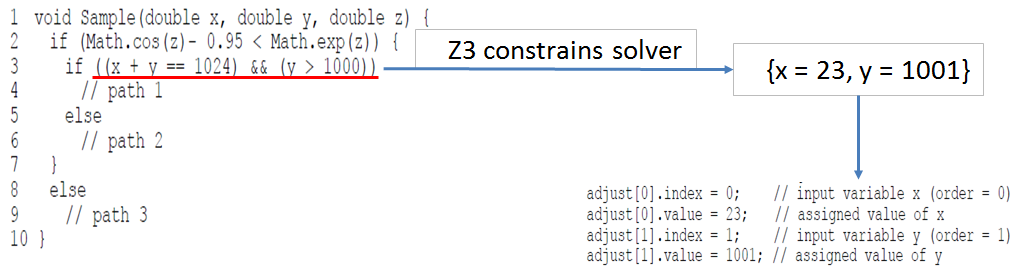 1 void Sample(double x, double y, double z) {
2 if (Math.cos(z)- 0.95 < Math.exp(z)) {
3 if ((x + y == 1024) && (y > 1000))
4 // path 1
5 else
6 // path 2
7 }
8 else
9 // path 3
10 }
Z3 constrains solver
{x = 23, y = 1001}
adjust[0].index = 0; // input variable x (order = 0)
adjust[0].value = 23; // assigned value of x
adjust[1].index = 1; // input variable y (order = 1)
adjust[1].value = 1001; // assigned value of y